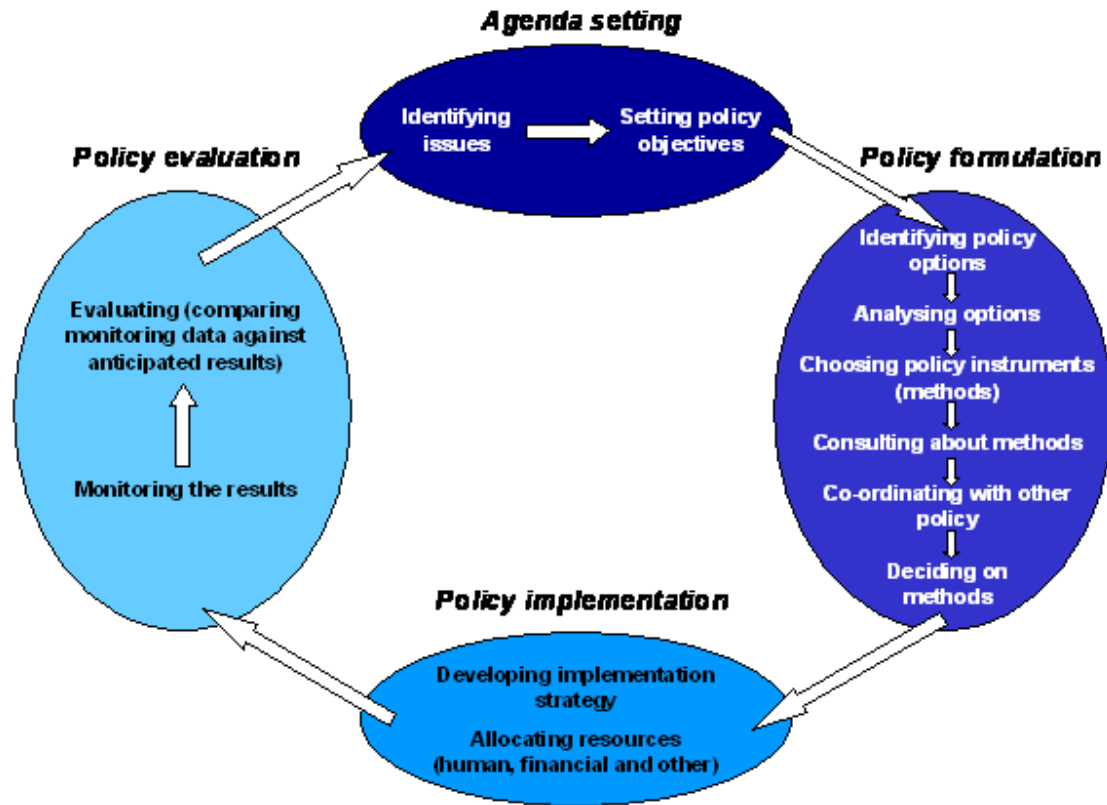 Agenda setting
Identifying
issues
Setting policy
objectives
Policy evaluation
Policy formulation
Identifying policy
options
Analysing options
Choosing policy instruments
(methods)
Consulting about methods
Co-ordinating with other
policy
Deciding on
methods
Evaluating (comparing
monitoring data against
anticipated results)
Monitoring the results
Policy implementation
Developing implementation
strategy
Allocating resources
(human, financial and other)